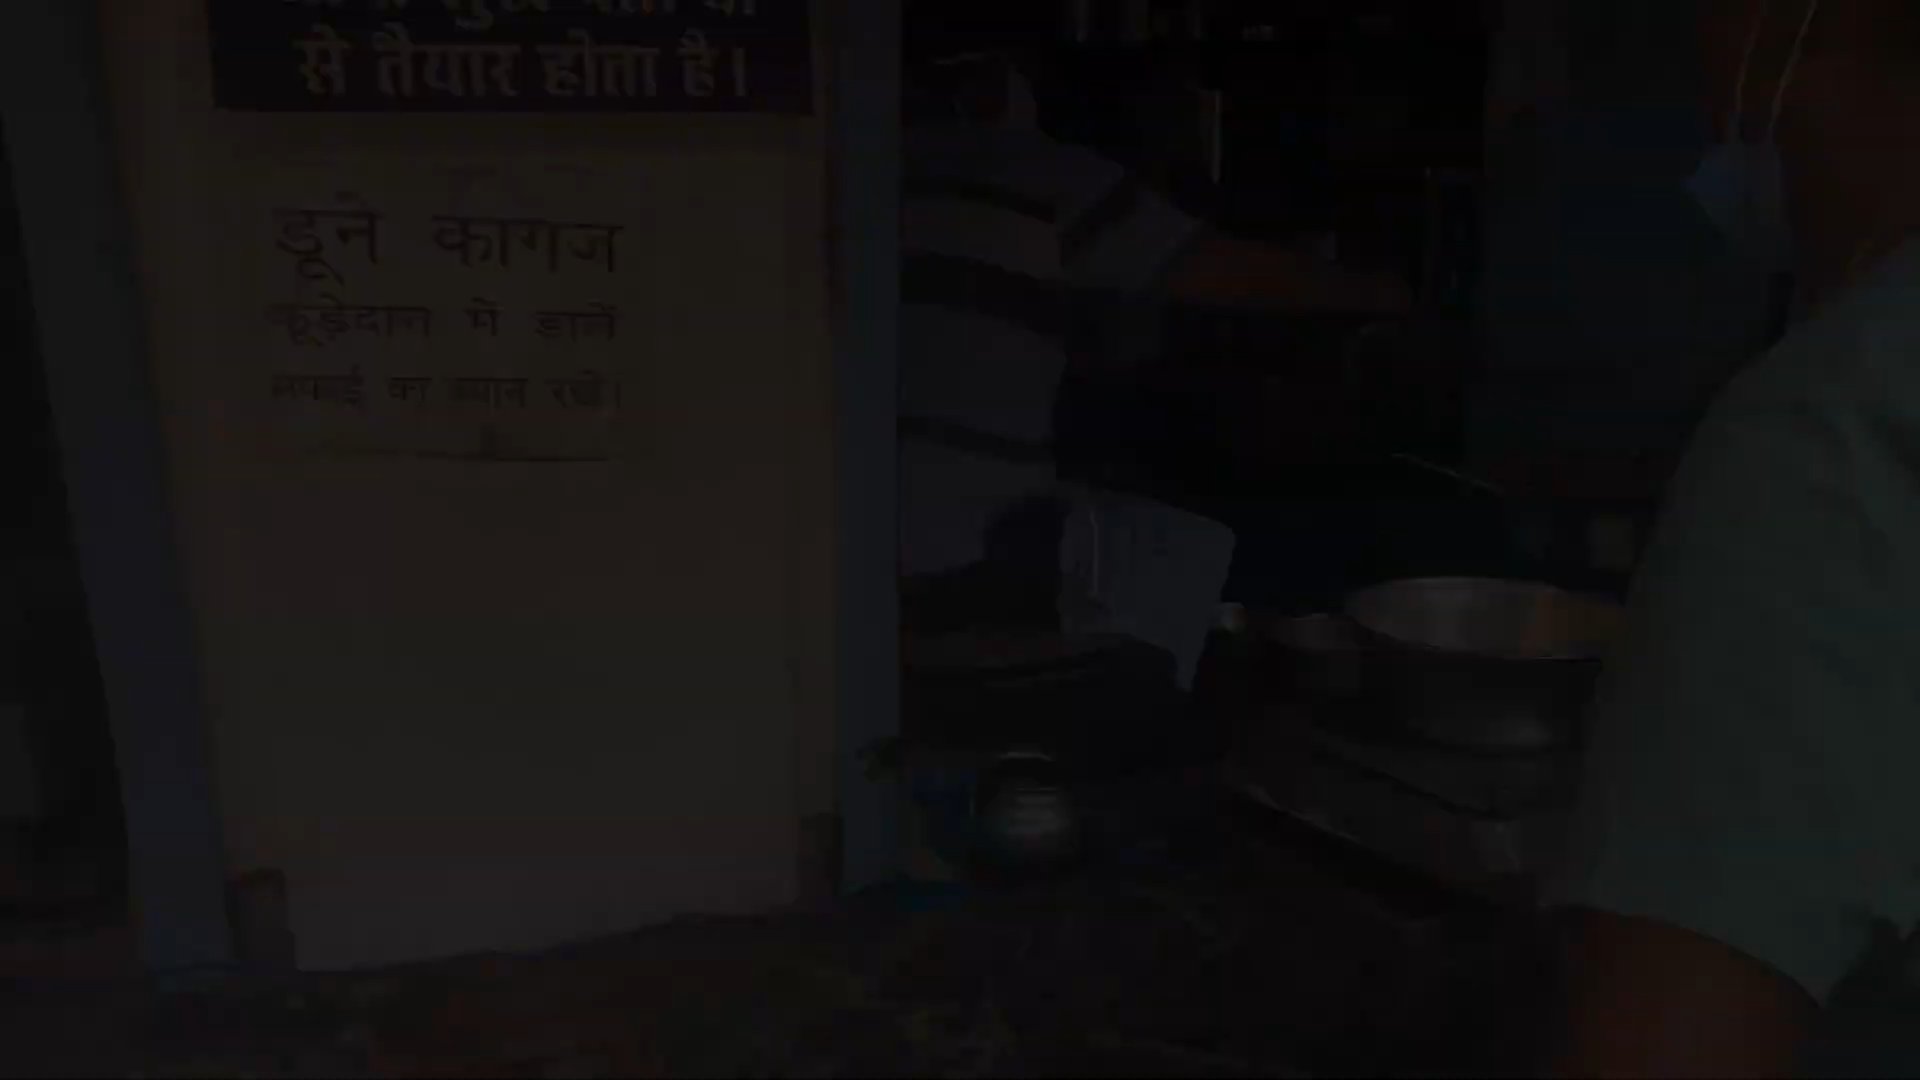 से तैयार होता है।
डूने कागज
कूड़ेदान में डालें
सफाई का ध्यान रखें।